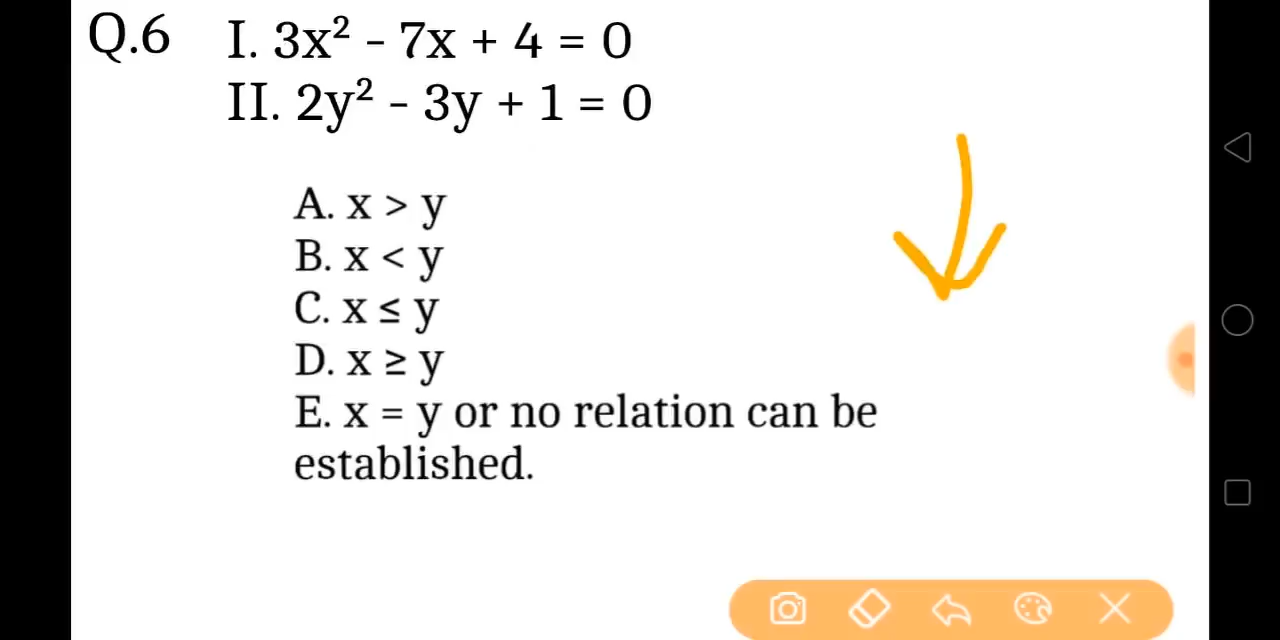 Q.6 I. 3x² - 7x + 4 = 0
II. 2y² - 3y + 1 = 0
A. x > y
B. x < y
C. x ≤ y
D. x ≥ y
E. x = y or no relation can be
established.